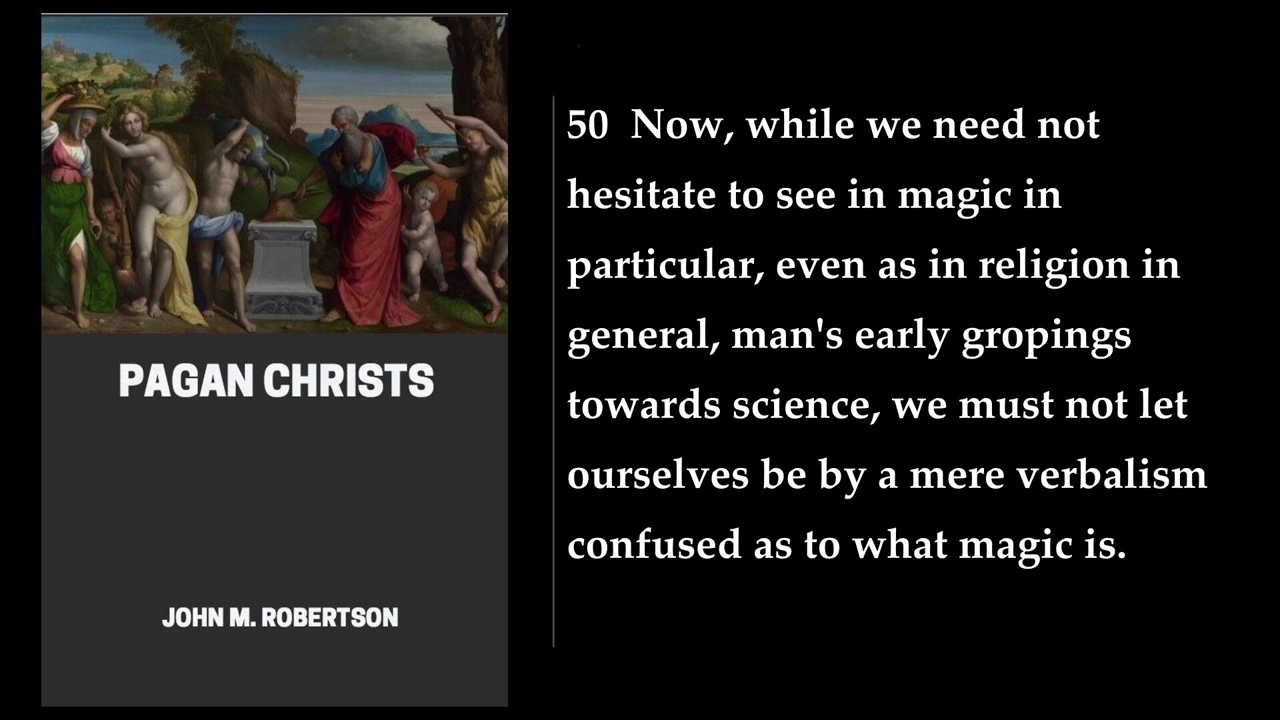 PAGAN CHRISTS
JOHN M. ROBERTSON
50 Now, while we need not
hesitate to see in magic in
particular, even as in religion in
general, man's early gropings
towards science, we must not let
ourselves be by a mere verbalism
confused as to what magic is.